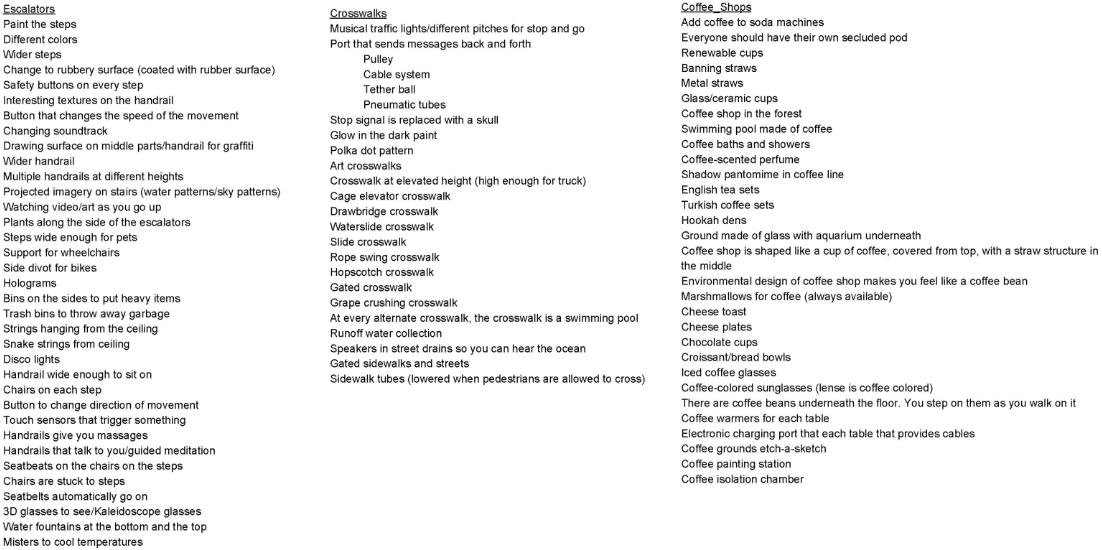 Escalators
Paint the steps
Different colors
Wider steps
Change to rubbery surface (coated with rubber surface)
Safety buttons on every step
Interesting textures on the handrail
Button that changes the speed of the movement
Changing soundtrack
Drawing surface on middle parts/handrail for graffiti
Wider handrail
Multiple handrails at different heights
Projected imagery on stairs (water patterns/sky patterns)
Watching video/art as you go up
Plants along the side of the escalators
Steps wide enough for pets
Support for wheelchairs
Side divot for bikes
Holograms
Bins on the sides to put heavy items
Trash bins to throw away garbage
Strings hanging from the ceiling
Snake strings from ceiling
Disco lights
Handrail wide enough to sit on
Chairs on each step
Button to change direction of movement
Touch sensors that trigger something
Handrails give you massages
Handrails that talk to you/guided meditation
Seatbeats on the chairs on the steps
Chairs are stuck to steps
Seatbelts automatically go on
3D glasses to see/Kaleidoscope glasses
Water fountains at the bottom and the top
Misters to cool temperatures
Crosswalks
Musical traffic lights/different pitches for stop and go
Port that sends messages back and forth
Pulley
Cable system
Tether ball
Pneumatic tubes
Stop signal is replaced with a skull
Glow in the dark paint
Polka dot pattern
Art crosswalks
Crosswalk at elevated height (high enough for truck)
Cage elevator crosswalk
Drawbridge crosswalk
Waterslide crosswalk
Slide crosswalk
Rope swing crosswalk
Hopscotch crosswalk
Gated crosswalk
Grape crushing crosswalk
At every alternate crosswalk, the crosswalk is a swimming pool
Runoff water collection
Speakers in street drains so you can hear the ocean
Gated sidewalks and streets
Sidewalk tubes (lowered when pedestrians are allowed to cross)
Coffee_Shops
Add coffee to soda machines
Everyone should have their own secluded pod
Renewable cups
Banning straws
Metal straws
Glass/ceramic cups
Coffee shop in the forest
Swimming pool made of coffee
Coffee baths and showers
Coffee-scented perfume
Shadow pantomime in coffee line
English tea sets
Turkish coffee sets
Hookah dens
Ground made of glass with aquarium underneath
Coffee shop is shaped like a cup of coffee, covered from top, with a straw structure in
the middle
Environmental design of coffee shop makes you feel like a coffee bean
Marshmallows for coffee (always available)
Cheese toast
Cheese plates
Chocolate cups
Croissant/bread bowls
Iced coffee glasses
Coffee-colored sunglasses (lense is coffee colored)
There are coffee beans underneath the floor. You step on them as you walk on it
Coffee warmers for each table
Electronic charging port that each table that provides cables
Coffee grounds etch-a-sketch
Coffee painting station
Coffee isolation chamber